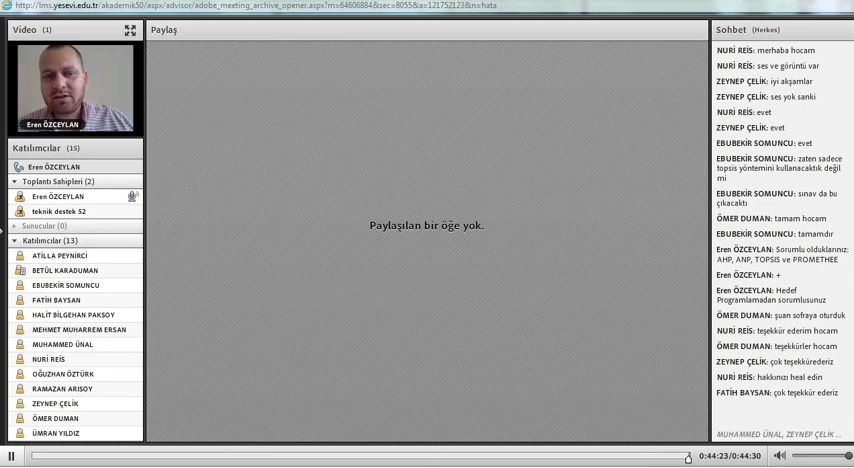 http://lms.yesevi.edu.tr/akademik50/aspx/advisor/adobe_meeting_archive_opener.aspx?m=64606884&sec=8055&a=121752123&n=hata
Video (1)
Eren ÖZCEYLAN
Katılımcılar (15)
Eren ÖZCEYLAN
Toplantı Sahipleri (2)
Eren ÖZCEYLAN
teknik destek 52
Sunucular (0)
Katılımcılar (13)
ATİLLA PEYNİRCİ
BETÜL KARADUMAN
EBUBEKİR SOMUNCU
FATİH BAYSAN
HALİT BİLGEHAN PAKSOY
MEHMET MUHARREM ERSAN
MUHAMMED ÜNAL
NURİ REİS
OĞUZHAN ÖZTÜRK
RAMAZAN ARISOY
ZEYNEP ÇELİK
ÖMER DUMAN
ÜMRAN YILDIZ
Paylaş
Paylaşılan bir öğe yok.
Sohbet (Herkes)
NURİ REİS: merhaba hocam
NURİ REİS: ses ve görüntü var
ZEYNEP ÇELİK: iyi akşamlar
ZEYNEP ÇELİK: ses yok sanki
NURİ REİS: evet
ZEYNEP ÇELİK: evet
EBUBEKİR SOMUNCU: evet
EBUBEKİR SOMUNCU: zaten sadece
topsis yöntemini kullanacaktık değil
mi
EBUBEKİR SOMUNCU: sınav da bu
çıkacaktı
ÖMER DUMAN: tamam hocam
EBUBEKİR SOMUNCU: tamamdır
Eren ÖZCEYLAN: Sorumlu olduklarınız:
AHP, ANP, TOPSIS ve PROMETHEE
Eren ÖZCEYLAN: +
Eren ÖZCEYLAN: Hedef
Programlamadan sorumlusunuz
ÖMER DUMAN: şuan sofraya oturduk
NURİ REİS: teşekkür ederim hocam
ÖMER DUMAN: teşekkürler hocam
ZEYNEP ÇELİK: çok teşekkürederiz
NURİ REİS: hakkınızı heal edin
FATİH BAYSAN: çok teşekkür ederiz
MUHAMMED ÜNAL, ZEYNEP ÇELİK ...
0:44:23/0:44:30